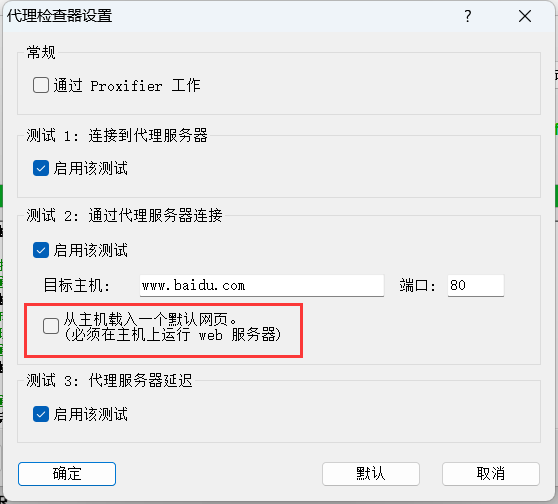 代理检查器设置
?
常规
通过 Proxifier 工作
测试 1: 连接到代理服务器
启用该测试
测试 2: 通过代理服务器连接
启用该测试
目标主机: www.baidu.com 端口: 80
从主机载入一个默认网页。
(必须在主机上运行 web 服务器)
测试 3: 代理服务器延迟
启用该测试
确定 默认 取消